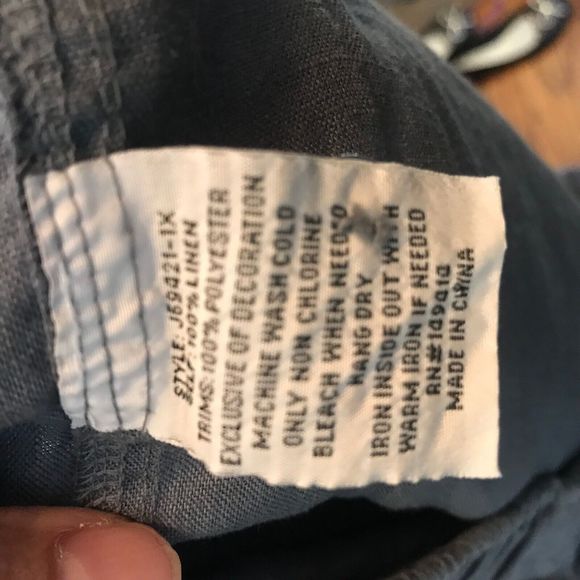 STYLE: J69421-1X
SELF: 100% LINEN
TRIMS: 100% POLYESTER
EXCLUSIVE OF DECORATION
MACHINE WASH COLD
ONLY NON CHLORINE
BLEACH WHEN NEEDED
HANG DRY
IRON INSIDE OUT WITH
WARM IRON IF NEEDED
RN#149414
MADE IN CHINA